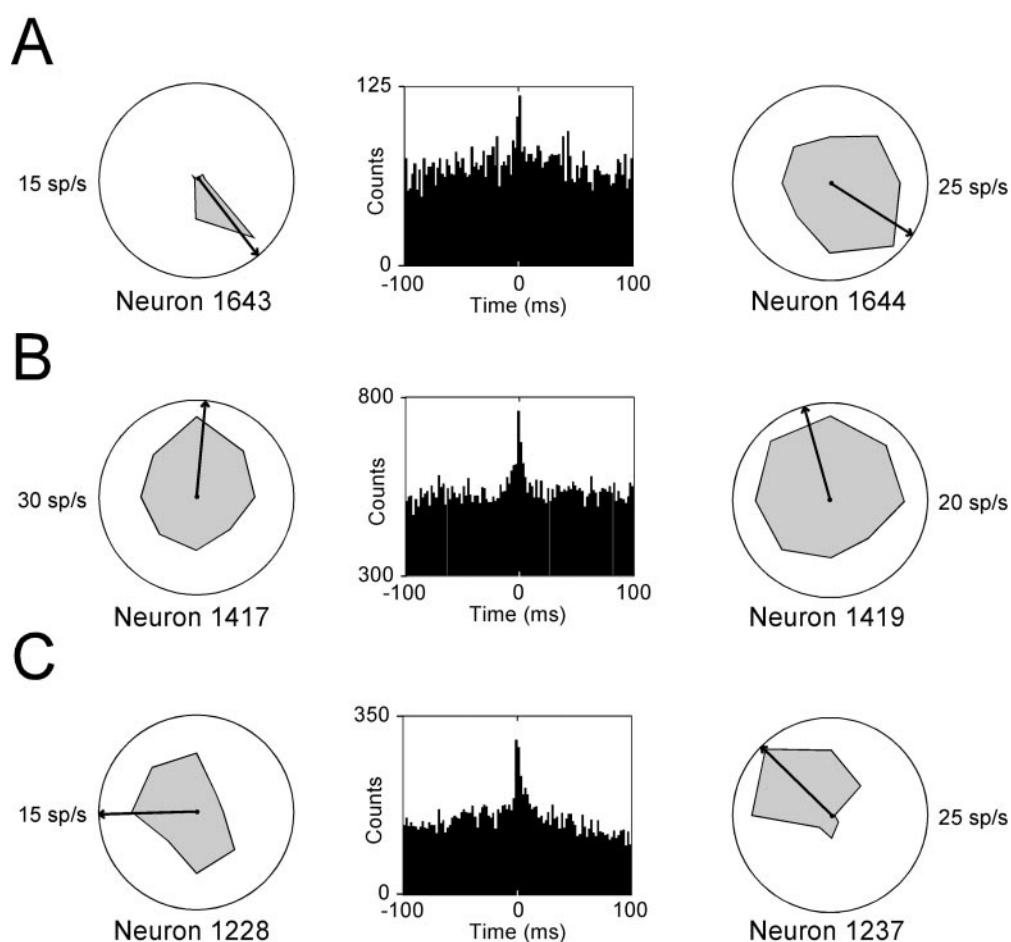 A
125
Counts
0
-100 0 100
Time (ms)
15 sp/s
Neuron 1643
25 sp/s
Neuron 1644
B
800
Counts
300
-100 0 100
Time (ms)
30 sp/s
Neuron 1417
20 sp/s
Neuron 1419
C
350
Counts
0
-100 0 100
Time (ms)
15 sp/s
Neuron 1228
25 sp/s
Neuron 1237